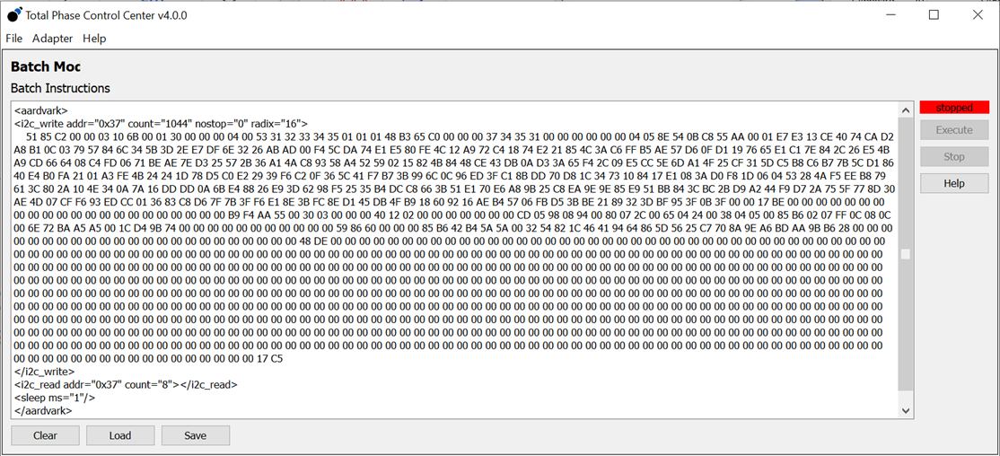 Total Phase Control Center v4.0.0
File Adapter Help
Batch Moc
Batch Instructions
<aardvark>
<i2c_write addr="0x37" count="1044" nostop="0" radix="16">
51 85 C2 00 00 03 10 6B 00 01 30 00 00 00 04 00 53 31 32 33 34 35 01 01 01 48 B3 65 C0 00 00 00 37 34 35 31 00 00 00 00 00 00 04 05 8E 54 0B C8 55 AA 00 01 E7 E3 13 CE 40 74 CA D2
A8 B1 0C 03 79 57 84 6C 34 5B 3D 2E E7 DF 6E 32 26 AB AD 00 F4 5C DA 74 E1 E5 80 FE 4C 12 A9 72 C4 18 74 E2 21 85 4C 3A C6 FF B5 AE 57 D6 0F D1 19 76 65 E1 C1 7E 84 2C 26 E5 4B
A9 CD 66 64 08 C4 FD 06 71 BE AE 7E D3 25 57 2B 36 A1 4A C8 93 58 A4 52 59 02 15 82 4B 84 48 CE 43 DB 0A D3 3A 65 F4 2C 09 E5 CC 5E 6D A1 4F 25 CF 31 5D C5 B8 C6 B7 7B 5C D1 86
40 E4 B0 FA 21 01 A3 FE 4B 24 24 1D 78 D5 C0 E2 29 39 F6 C2 0F 36 5C 41 F7 B7 3B 99 6C 0C 96 ED 3F C1 8B DD 70 D8 1C 34 73 10 84 17 E1 08 3A D0 F8 1D 06 04 53 28 4A F5 EE B8 79
61 3C 80 2A 10 4E 34 0A 7A 16 DD DD 0A 6B E4 88 26 E9 3D 62 98 F5 25 35 B4 DC C8 66 3B 51 E1 70 E6 A8 9B 25 C8 EA 9E 9E 85 E9 51 BB 84 3C BC 2B D9 A2 44 F9 D7 2A 75 5F 77 8D 30
AE 4D 07 CF F6 93 ED CC 01 36 83 C8 D6 7F 7B 3F F6 E1 8E 3B FC 8E D1 45 DB 4F B9 18 60 92 16 AE B4 57 06 FB D5 3B BE 21 89 32 3D BF 95 3F 0B 3F 00 00 17 BE 00 00 00 00 00 00 00
00 00 00 00 00 00 00 00 00 00 00 00 00 00 00 B9 F4 AA 55 00 30 03 00 00 00 40 12 02 00 00 00 00 00 00 00 CD 05 98 08 94 00 80 07 2C 00 65 04 24 00 38 04 05 00 85 B6 02 07 FF 0C 08 0C
00 6E 72 BA A5 A5 00 1C D4 9B 74 00 00 00 00 00 00 00 00 00 59 86 60 00 00 00 85 B6 42 B4 5A 5A 00 32 54 82 1C 46 41 94 64 86 5D 56 25 C7 70 8A 9E A6 BD AA 9B B6 28 00 00 00
00 00 00 00 00 00 00 00 00 00 00 00 00 00 00 00 00 00 00 00 48 DE 00 00 00 00 00 00 00 00 00 00 00 00 00 00 00 00 00 00 00 00 00 00 00 00 00 00 00 00 00 00 00 00 00 00 00 00 00 00 00
00 00 00 00 00 00 00 00 00 00 00 00 00 00 00 00 00 00 00 00 00 00 00 00 00 00 00 00 00 00 00 00 00 00 00 00 00 00 00 00 00 00 00 00 00 00 00 00 00 00 00 00 00 00 00 00 00 00 00 00 00
00 00 00 00 00 00 00 00 00 00 00 00 00 00 00 00 00 00 00 00 00 00 00 00 00 00 00 00 00 00 00 00 00 00 00 00 00 00 00 00 00 00 00 00 00 00 00 00 00 00 00 00 00 00 00 00 00 00 00 00 00
00 00 00 00 00 00 00 00 00 00 00 00 00 00 00 00 00 00 00 00 00 00 00 00 00 00 00 00 00 00 00 00 00 00 00 00 00 00 00 00 00 00 00 00 00 00 00 00 00 00 00 00 00 00 00 00 00 00 00 00 00
00 00 00 00 00 00 00 00 00 00 00 00 00 00 00 00 00 00 00 00 00 00 00 00 00 00 00 00 00 00 00 00 00 00 00 00 00 00 00 00 00 00 00 00 00 00 00 00 00 00 00 00 00 00 00 00 00 00 00 00 00
00 00 00 00 00 00 00 00 00 00 00 00 00 00 00 00 00 00 00 00 00 00 00 00 00 00 00 00 00 00 00 00 00 00 00 00 00 00 00 00 00 00 00 00 00 00 00 00 00 00 00 00 00 00 00 00 00 00 00 00 00
00 00 00 00 00 00 00 00 00 00 00 00 00 00 00 00 00 00 00 00 00 00 00 00 00 00 00 00 00 00 00 00 00 00 00 00 00 00 00 00 00 00 00 00 00 00 00 00 00 00 00 00 00 00 00 00 00 00 00 00 00
00 00 00 00 00 00 00 00 00 00 00 00 00 00 00 00 00 00 00 00 00 00 00 00 00 00 00 00 00 00 00 00 00 00 00 00 00 00 00 00 00 00 00 00 00 00 00 00 00 00 00 00 00 00 00 00 00 00 00 00 00
00 00 00 00 00 00 00 00 00 00 00 00 00 00 00 00 00 00 00 00 00 00 00 00 00 00 00 00 00 00 00 00 00 00 00 00 00 00 00 00 00 00 00 00 00 00 00 00 00 00 00 00 00 00 00 00 00 00 00 00 00
00 00 00 00 00 00 00 00 00 00 00 00 00 00 00 00 00 17 C5
</i2c_write>
<i2c_read addr="0x37" count="8"></i2c_read>
<sleep ms="1"/>
</aardvark>
stopped
Execute
Stop
Help
Clear Load Save